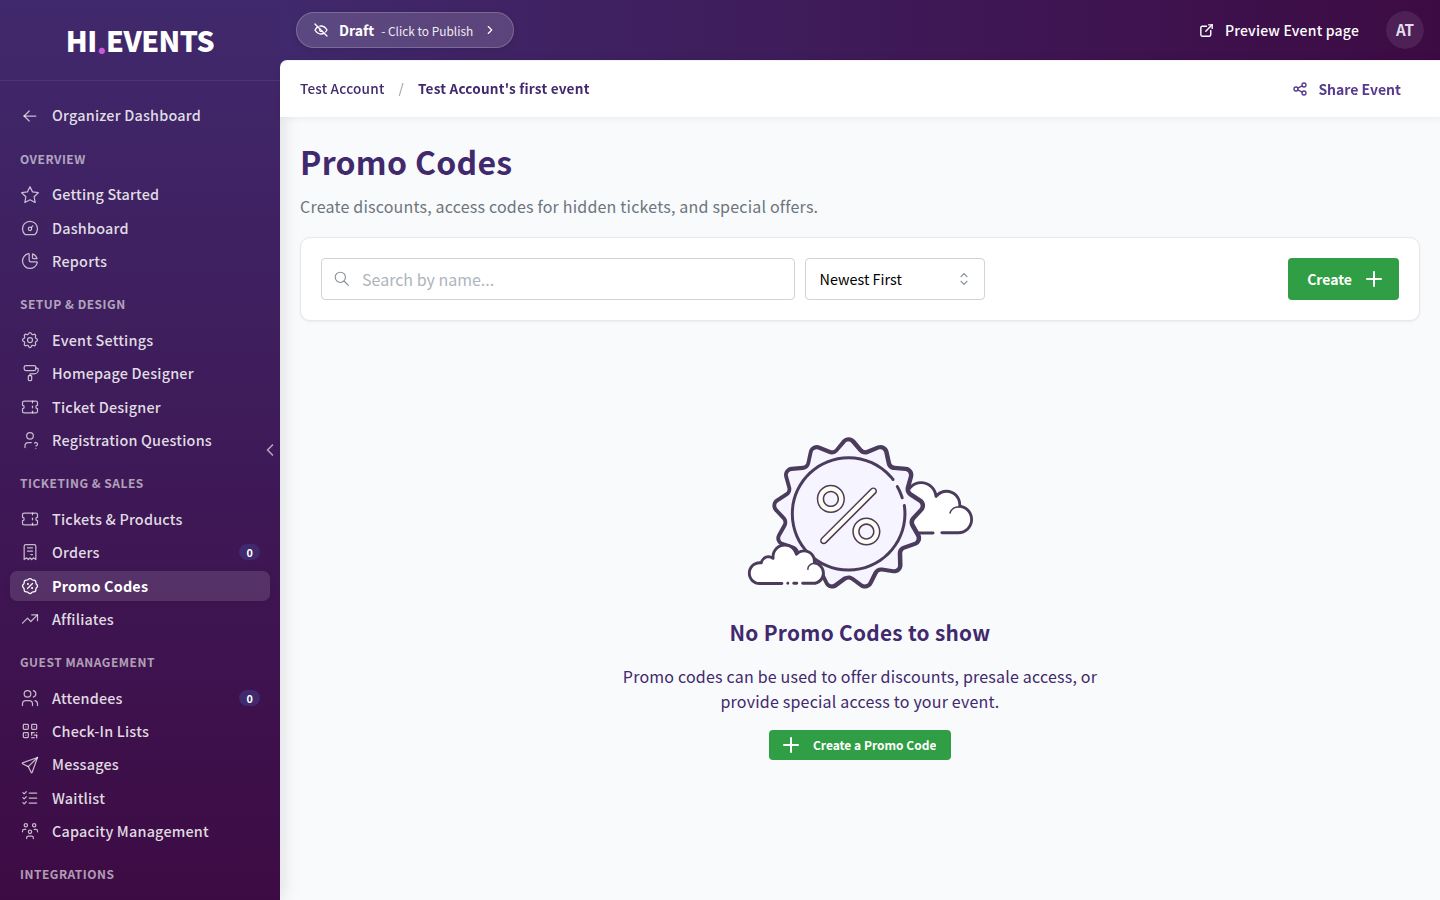 HI.EVENTS
Draft - Click to Publish
Preview Event page
AT
Test Account / Test Account's first event
Share Event
Organizer Dashboard
OVERVIEW
Getting Started
Dashboard
Reports
SETUP & DESIGN
Event Settings
Homepage Designer
Ticket Designer
Registration Questions
TICKETING & SALES
Tickets & Products
Orders 0
Promo Codes
Affiliates
GUEST MANAGEMENT
Attendees 0
Check-In Lists
Messages
Waitlist
Capacity Management
INTEGRATIONS
Promo Codes
Create discounts, access codes for hidden tickets, and special offers.
Search by name...
Newest First
Create
No Promo Codes to show
Promo codes can be used to offer discounts, presale access, or
provide special access to your event.
Create a Promo Code